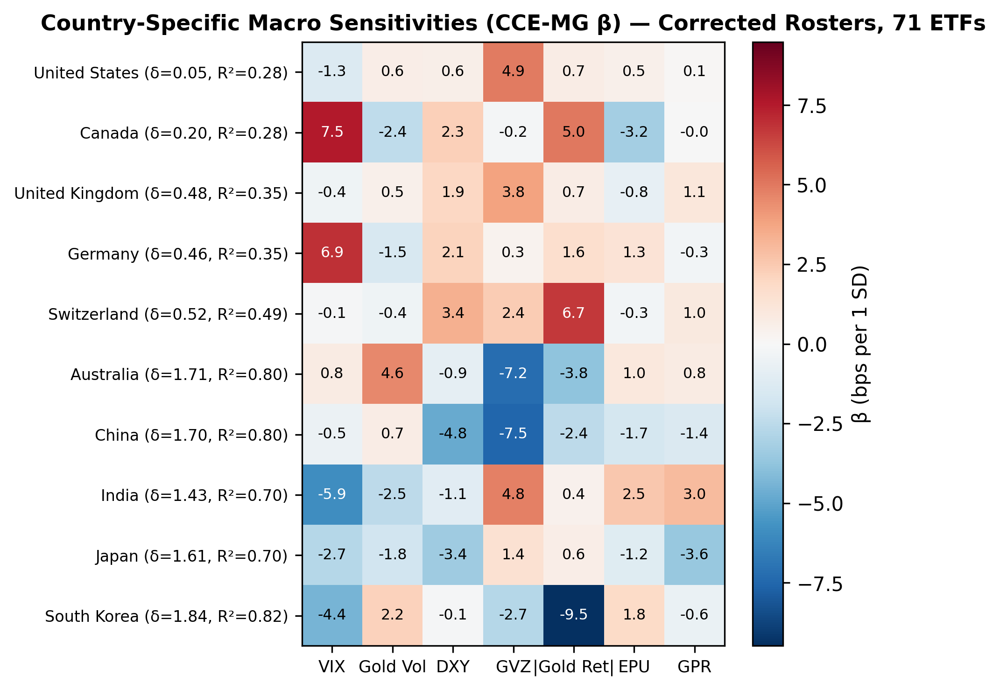 Country-Specific Macro Sensitivities (CCE-MG β) — Corrected Rosters, 71 ETFs
United States (δ=0.05, R²=0.28) -1.3 0.6 0.6 4.9 0.7 0.5 0.1
Canada (δ=0.20, R²=0.28) 7.5 -2.4 2.3 -0.2 5.0 -3.2 -0.0
United Kingdom (δ=0.48, R²=0.35) -0.4 0.5 1.9 3.8 0.7 -0.8 1.1
Germany (δ=0.46, R²=0.35) 6.9 -1.5 2.1 0.3 1.6 1.3 -0.3
Switzerland (δ=0.52, R²=0.49) -0.1 -0.4 3.4 2.4 6.7 -0.3 1.0
Australia (δ=1.71, R²=0.80) 0.8 4.6 -0.9 -7.2 -3.8 1.0 0.8
China (δ=1.70, R²=0.80) -0.5 0.7 -4.8 -7.5 -2.4 -1.7 -1.4
India (δ=1.43, R²=0.70) -5.9 -2.5 -1.1 4.8 0.4 2.5 3.0
Japan (δ=1.61, R²=0.70) -2.7 -1.8 -3.4 1.4 0.6 -1.2 -3.6
South Korea (δ=1.84, R²=0.82) -4.4 2.2 -0.1 -2.7 -9.5 1.8 -0.6
VIX Gold Vol DXY GVZ |Gold Ret| EPU GPR
7.5
5.0
2.5
0.0
−2.5
−5.0
−7.5
β (bps per 1 SD)